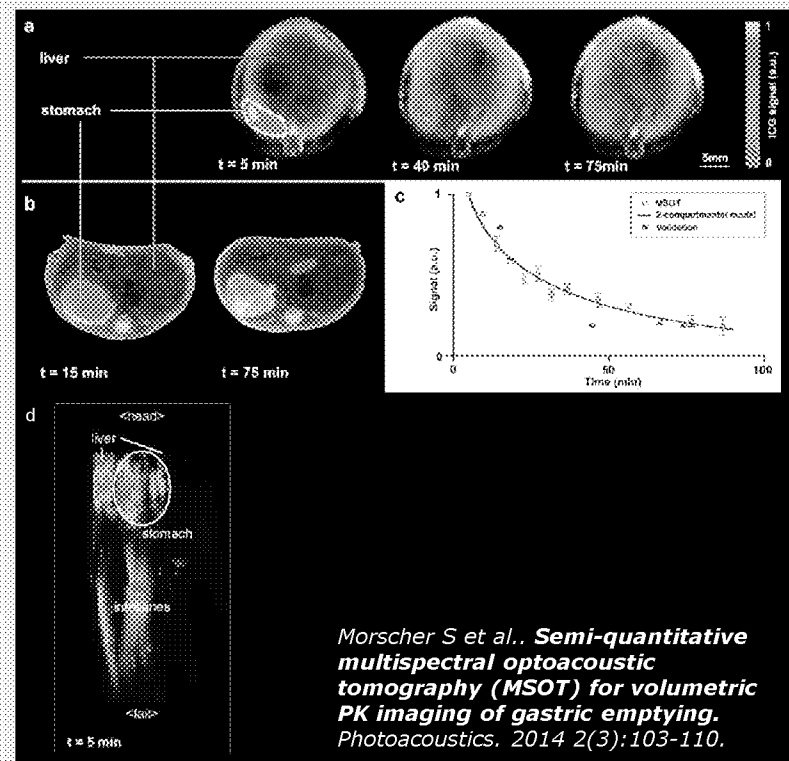 a
liver
stomach
t = 5 min
t = 40 min
t = 75min
5mm
1
ICG signal (a.u.)
0
b
t = 15 min
t = 75 min
c
1
Signal (a.u.)
0
0
50
100
Time (min)
MSOT
2-compartment model
Validation
d
<head>
liver
stomach
t = 5 min
Morscher S et al.. Semi-quantitative
multispectral optoacoustic
tomography (MSOT) for volumetric
PK imaging of gastric emptying.
Photoacoustics. 2014 2(3):103-110.